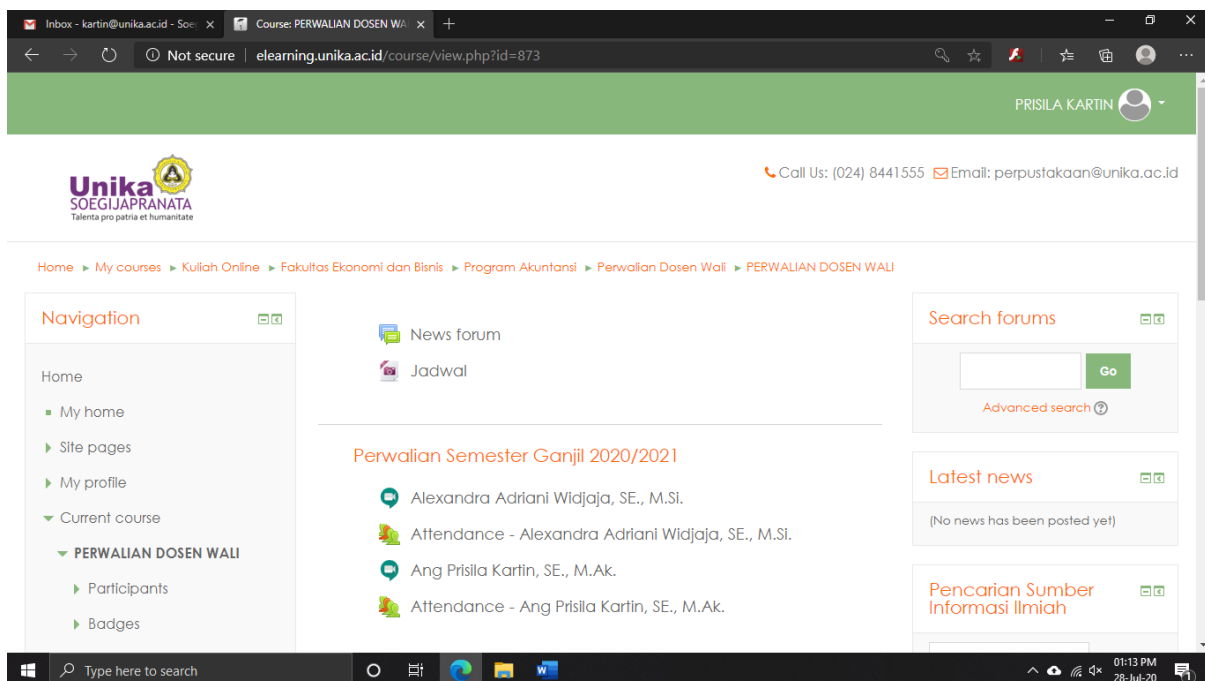 Inbox - kartin@unika.ac.id - Soe
Course: PERWALIAN DOSEN WA
Not secure | elearning.unika.ac.id/course/view.php?id=873
PRISILA KARTIN
Unika
SOEGIJAPRANATA
Talenta pro patria et humanitate
Call Us: (024) 8441555 Email: perpustakaan@unika.ac.id
Home ► My courses ► Kuliah Online ► Fakultas Ekonomi dan Bisnis ► Program Akuntansi ► Perwalian Dosen Wali ► PERWALIAN DOSEN WALI
Navigation
Home
My home
Site pages
My profile
Current course
PERWALIAN DOSEN WALI
Participants
Badges
News forum
Jadwal
Perwalian Semester Ganjil 2020/2021
Alexandra Adriani Widjaja, SE., M.Si.
Attendance - Alexandra Adriani Widjaja, SE., M.Si.
Ang Prisila Kartin, SE., M.Ak.
Attendance - Ang Prisila Kartin, SE., M.Ak.
Search forums
Go
Advanced search
Latest news
(No news has been posted yet)
Pencarian Sumber
Informasi Ilmiah
Type here to search
01:13 PM
28-Jul-20